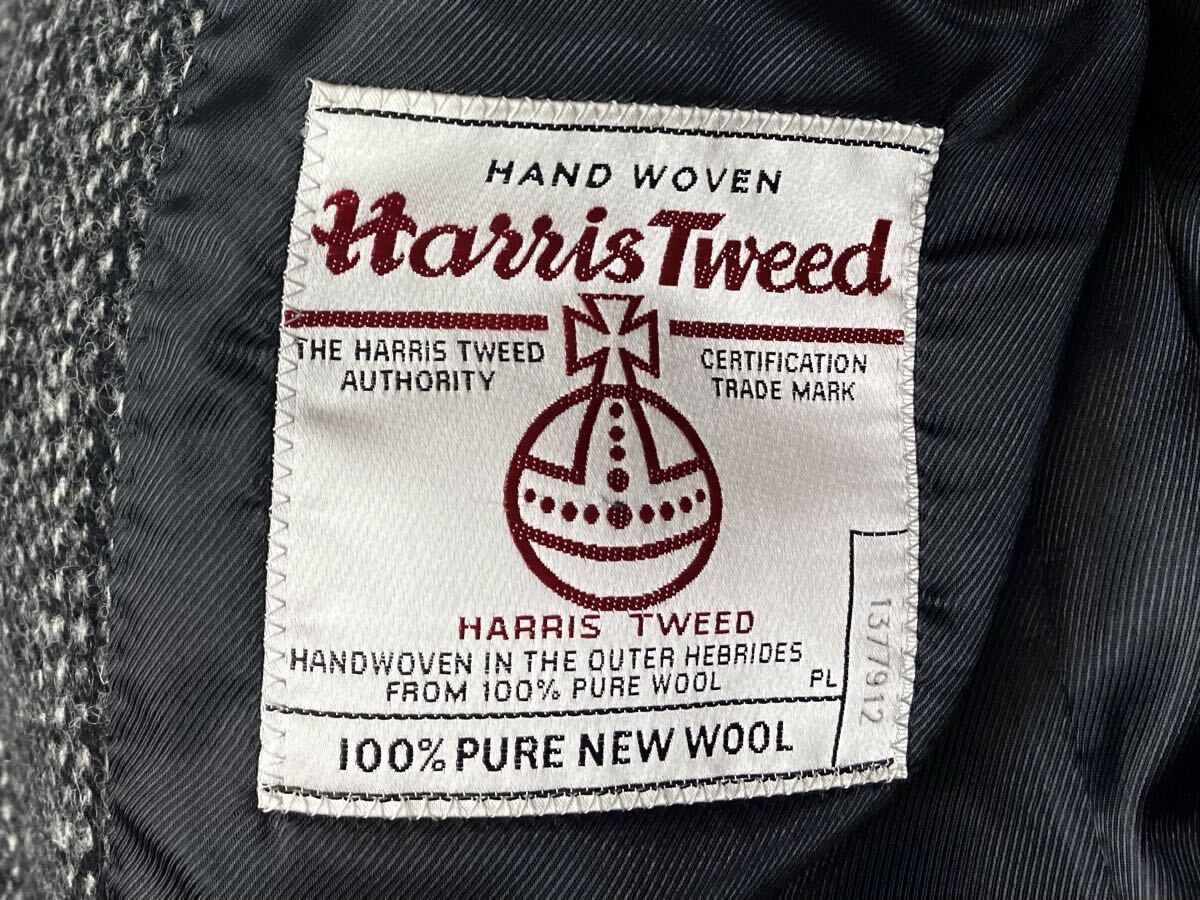 HAND WOVEN
Harris Tweed
THE HARRIS TWEED
AUTHORITY
CERTIFICATION
TRADE MARK
HARRIS TWEED
HANDWOVEN IN THE OUTER HEBRIDES
FROM 100% PURE WOOL
PL
1377912
100% PURE NEW WOOL